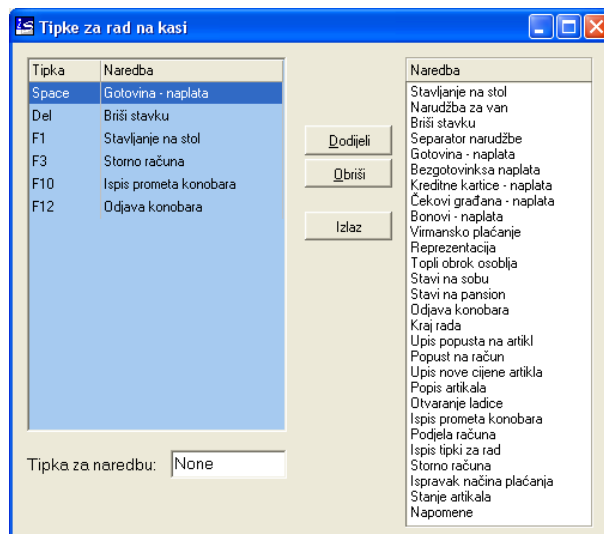 Tipke za rad na kasi
Tipka Naredba
Space Gotovina - naplata
Del Briši stavku
F1 Stavljanje na stol
F3 Storno računa
F10 Ispis prometa konobara
F12 Odjava konobara
Tipka za naredbu: None
Dodijeli
Obriši
Izlaz
Naredba
Stavljanje na stol
Narudžba za van
Briši stavku
Separator narudžbe
Gotovina - naplata
Bezgotovinksa naplata
Kreditne kartice - naplata
Čekovi građana - naplata
Bonovi - naplata
Virmansko plaćanje
Reprezentacija
Topli obrok osoblja
Stavi na sobu
Stavi na pansion
Odjava konobara
Kraj rada
Upis popusta na artikl
Popust na račun
Upis nove cijene artikla
Popis artikala
Otvaranje ladice
Ispis prometa konobara
Podjela računa
Ispis tipki za rad
Storno računa
Ispravak načina plaćanja
Stanje artikala
Napomene